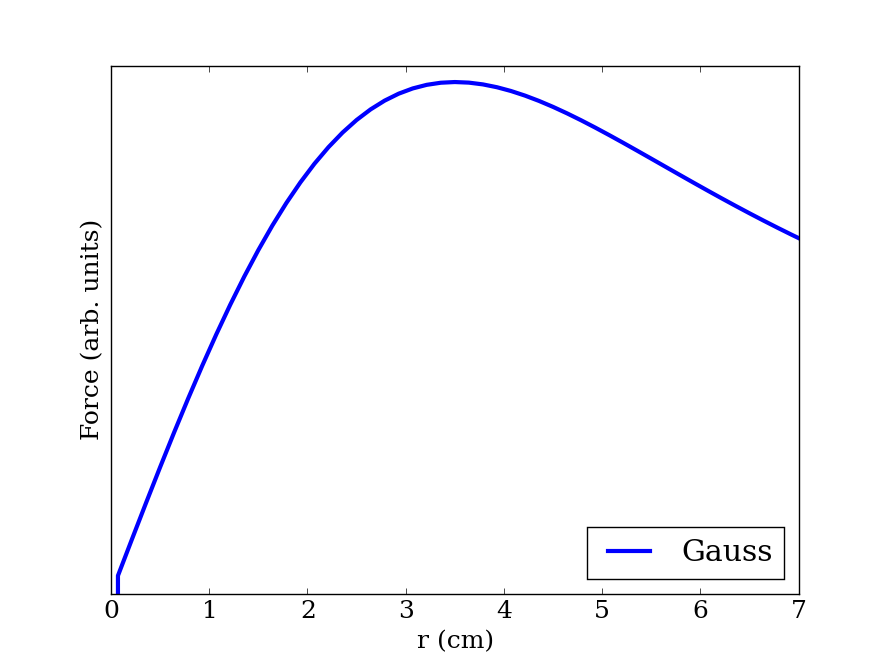 Force (arb. units)
Gauss
0 1 2 3 4 5 6 7
r (cm)